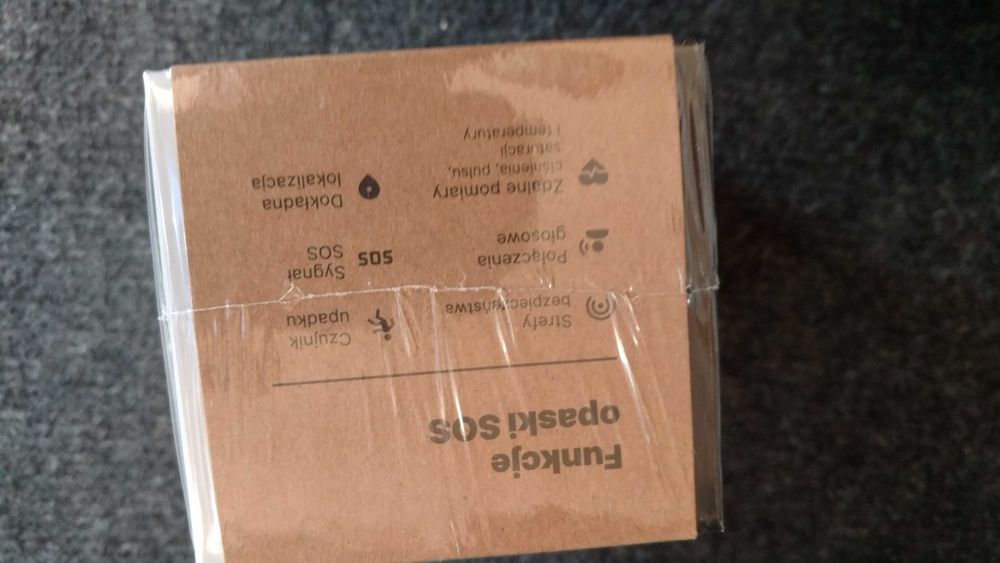 Funkcje
opaski SOS
Strefy
bezpieczeństwa
Połączenia
głosowe
Zdalne pomiary
ciśnienia, pulsu,
saturacji
i temperatury
Czujnik
upadku
SOS
Sygnał
SOS
Dokładna
lokalizacja